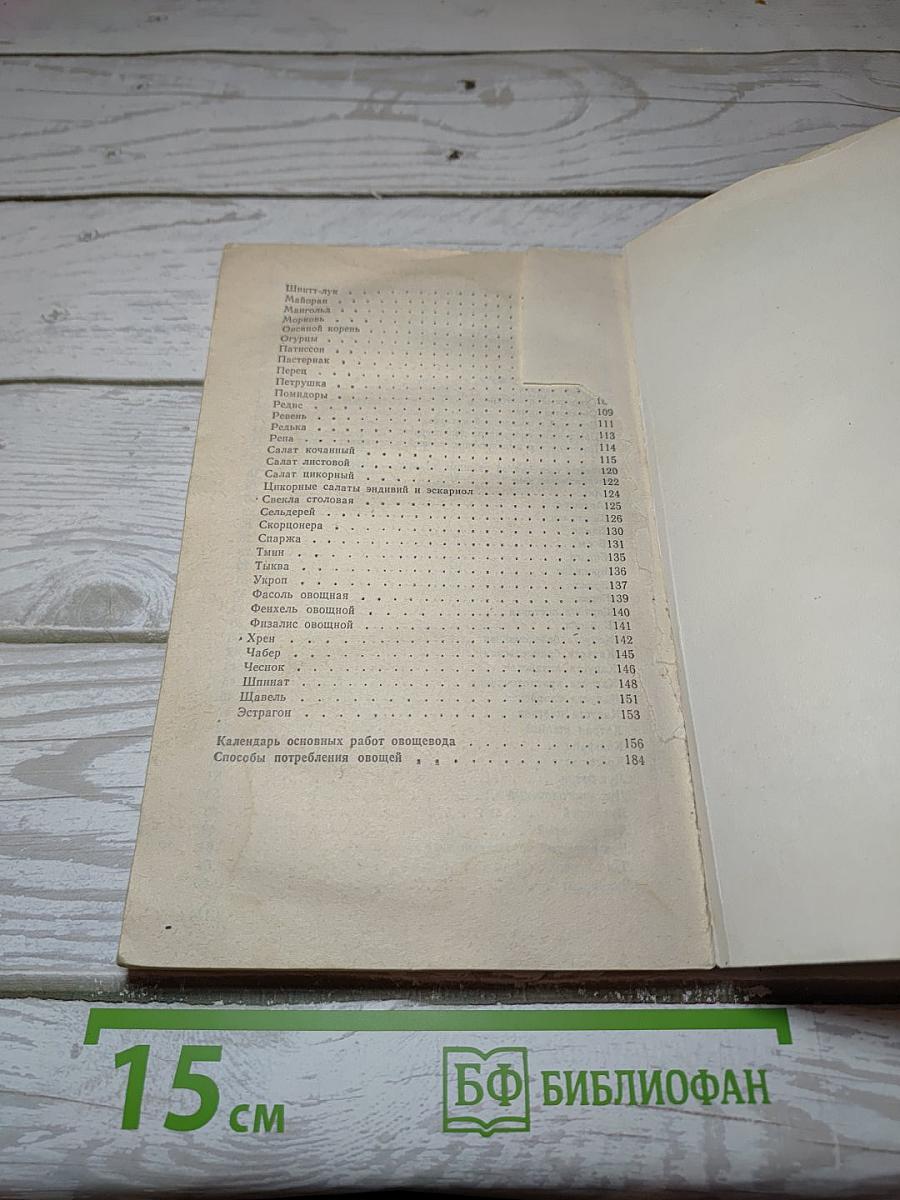 Шнитт-лук
Майоран
Мангольд
Морковь
Овсяной корень
Огурцы
Патиссон
Пастернак
Перец
Петрушка
Помидоры
Редис . . . 109
Ревень . . . 111
Редька . . . 113
Репа . . . 114
Салат кочанный . . . 115
Салат листовой . . . 120
Салат цикорный . . . 122
Цикорные салаты эндивий и эскариол . . . 124
Свекла столовая . . . 125
Сельдерей . . . 126
Скорцонера . . . 130
Спаржа . . . 131
Тмин . . . 135
Тыква . . . 136
Укроп . . . 137
Фасоль овощная . . . 139
Фенхель овощной . . . 140
Физалис овощной . . . 141
Хрен . . . 142
Чабер . . . 145
Чеснок . . . 146
Шпинат . . . 148
Щавель . . . 151
Эстрагон . . . 153
Календарь основных работ овощевода . . . 156
Способы потребления овощей . . . 184
15 см
БФ БИБЛИОФАН